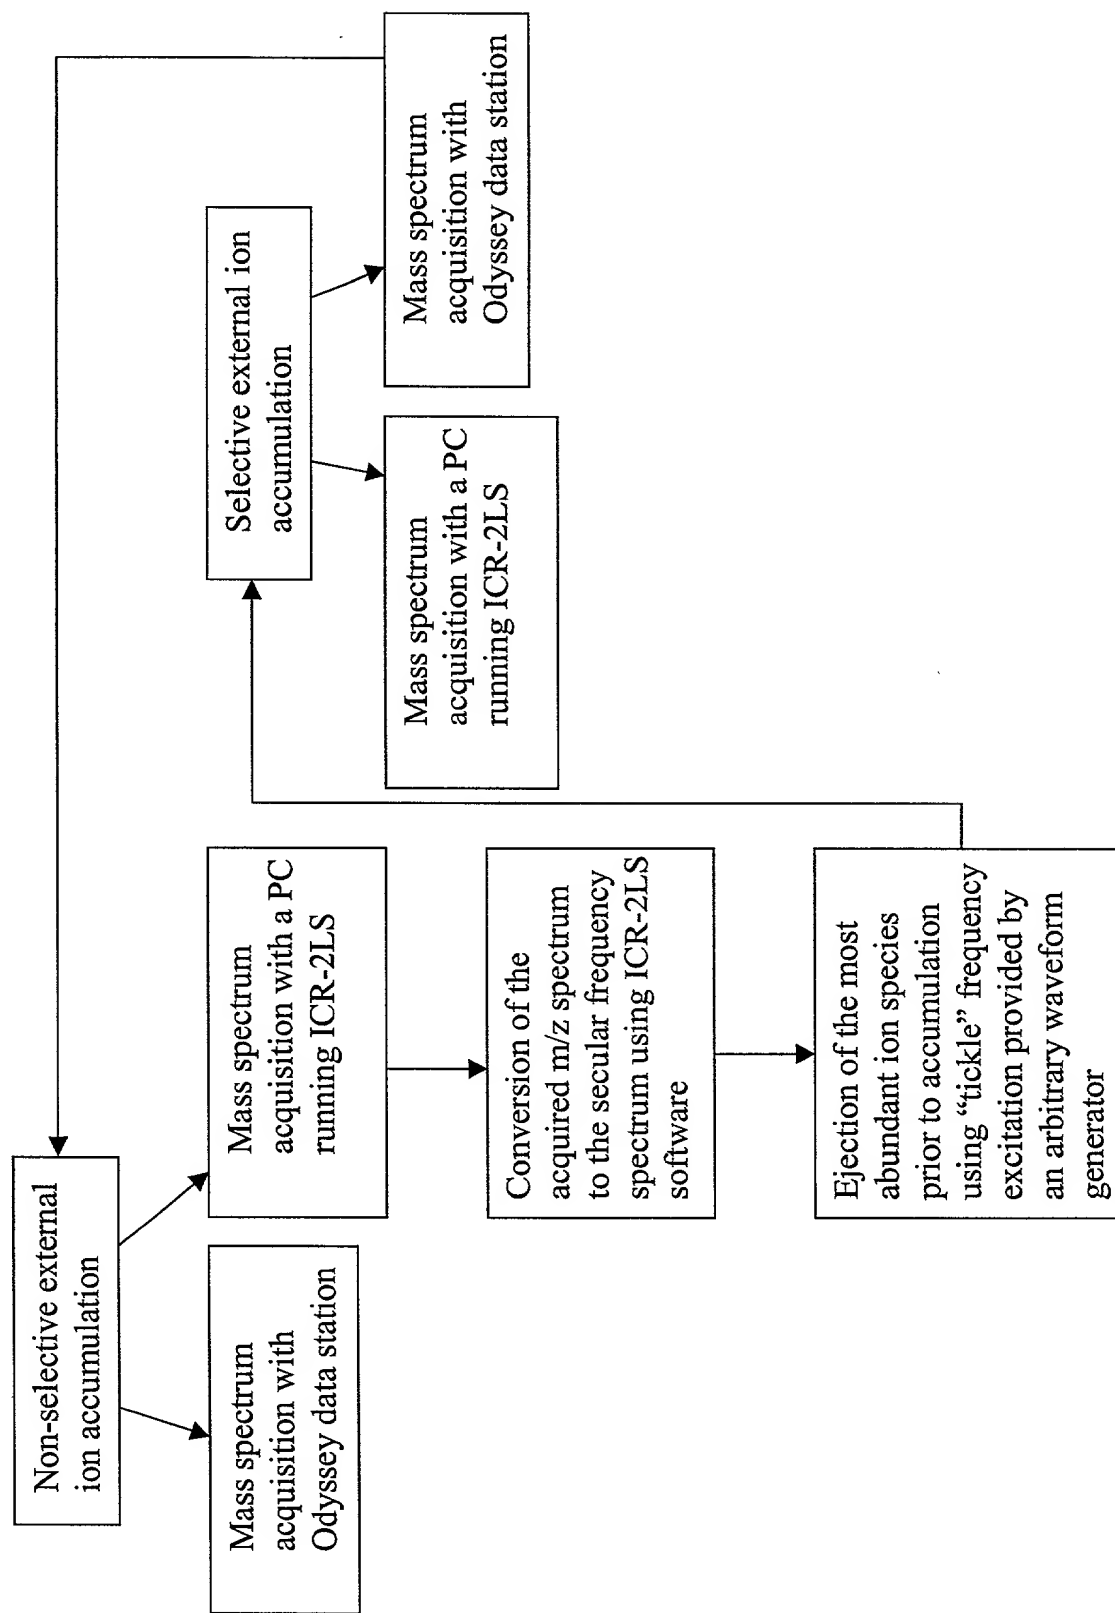 Non-selective external
ion accumulation
Mass spectrum
acquisition with
Odyssey data station
Mass spectrum
acquisition with a PC
running ICR-2LS
Conversion of the
acquired m/z spectrum
to the secular frequency
spectrum using ICR-2LS
software
Ejection of the most
abundant ion species
prior to accumulation
using “tickle” frequency
excitation provided by
an arbitrary waveform
generator
Selective external ion
accumulation
Mass spectrum
acquisition with a PC
running ICR-2LS
Mass spectrum
acquisition with
Odyssey data station